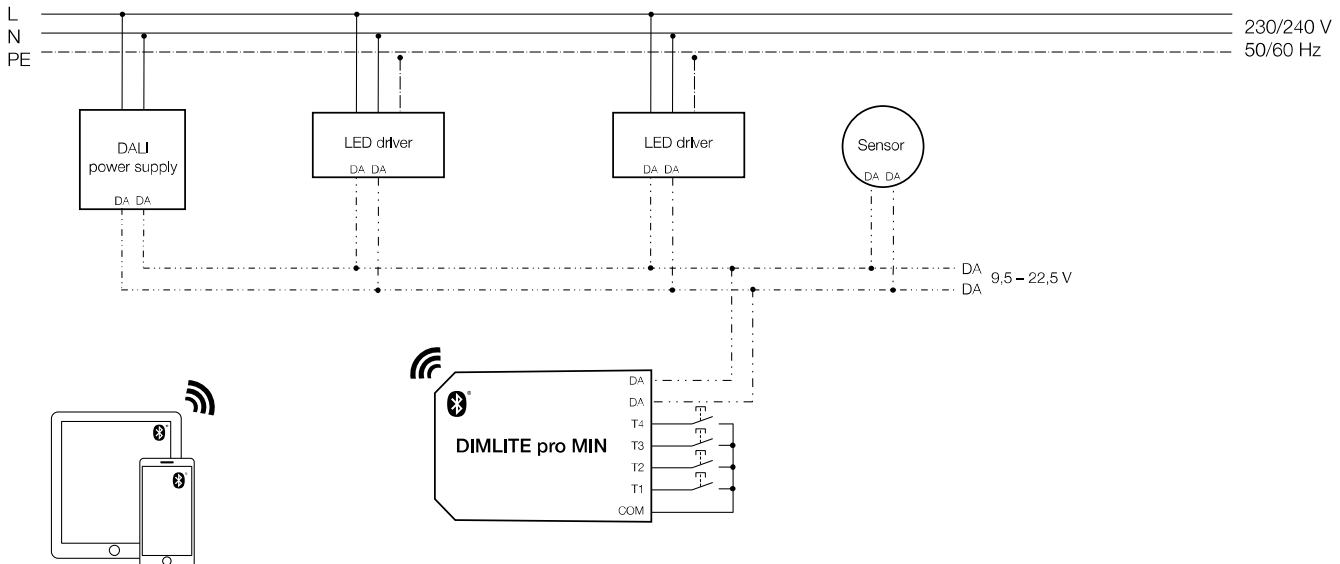 L
N
PE
230/240 V
50/60 Hz
DALI
power supply
DA DA
LED driver
DA DA
LED driver
DA DA
Sensor
DA DA
DA
DA
9,5 – 22,5 V
DA
DA
T4
T3
T2
T1
COM
DIMLITE pro MIN